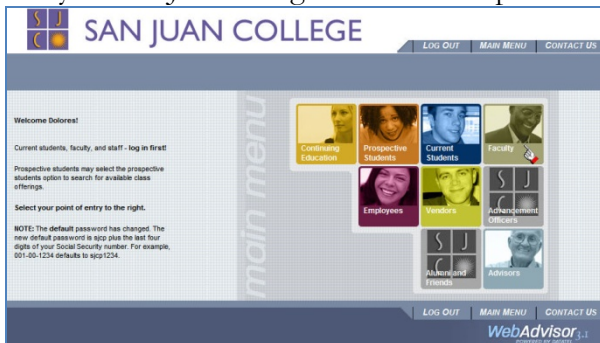 S J
C
SAN JUAN COLLEGE
LOG OUT MAIN MENU CONTACT US
Welcome Dolores!
Current students, faculty, and staff - log in first!
Prospective students may select the prospective
students option to search for available class
offerings.
Select your point of entry to the right.
NOTE: The default password has changed. The
new default password is sjcp plus the last four
digits of your Social Security number. For example,
001-00-1234 defaults to sjcp1234.
main menu
Continuing
Education
Prospective
Students
Current
Students
Faculty
Employees
Vendors
S J
Advancement
Officers
S J
C
Alumni and
Friends
Advisors
LOG OUT MAIN MENU CONTACT US
WebAdvisor 3.1
POWERED BY DATATEL